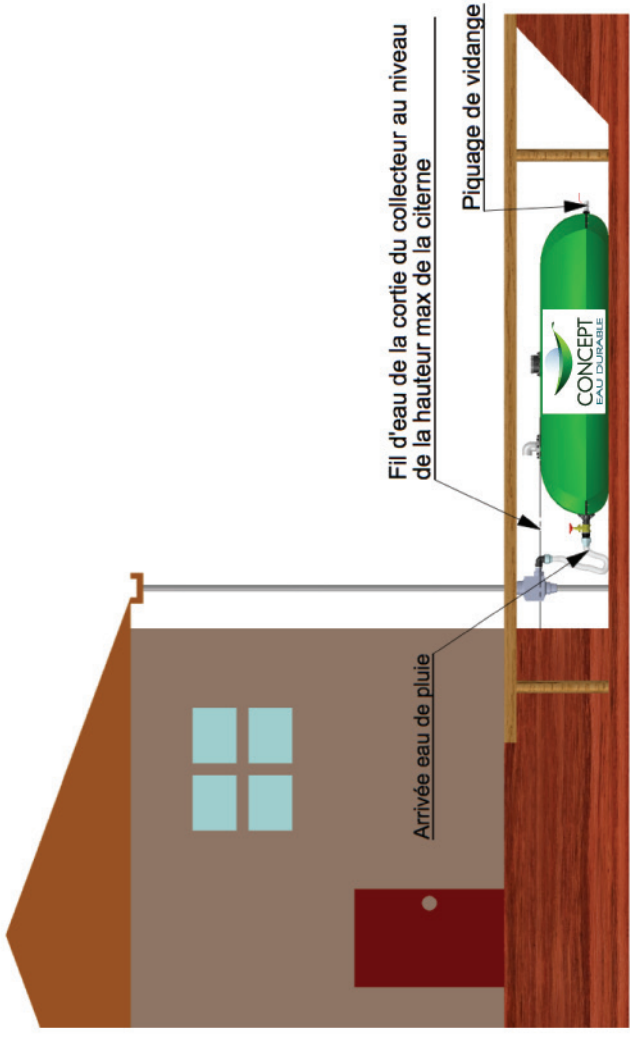 Fil d'eau de la cortie du collecteur au niveau
de la hauteur max de la citerne
Piquage de vidange
Arrivée eau de pluie
CONCEPT
EAU DURABLE